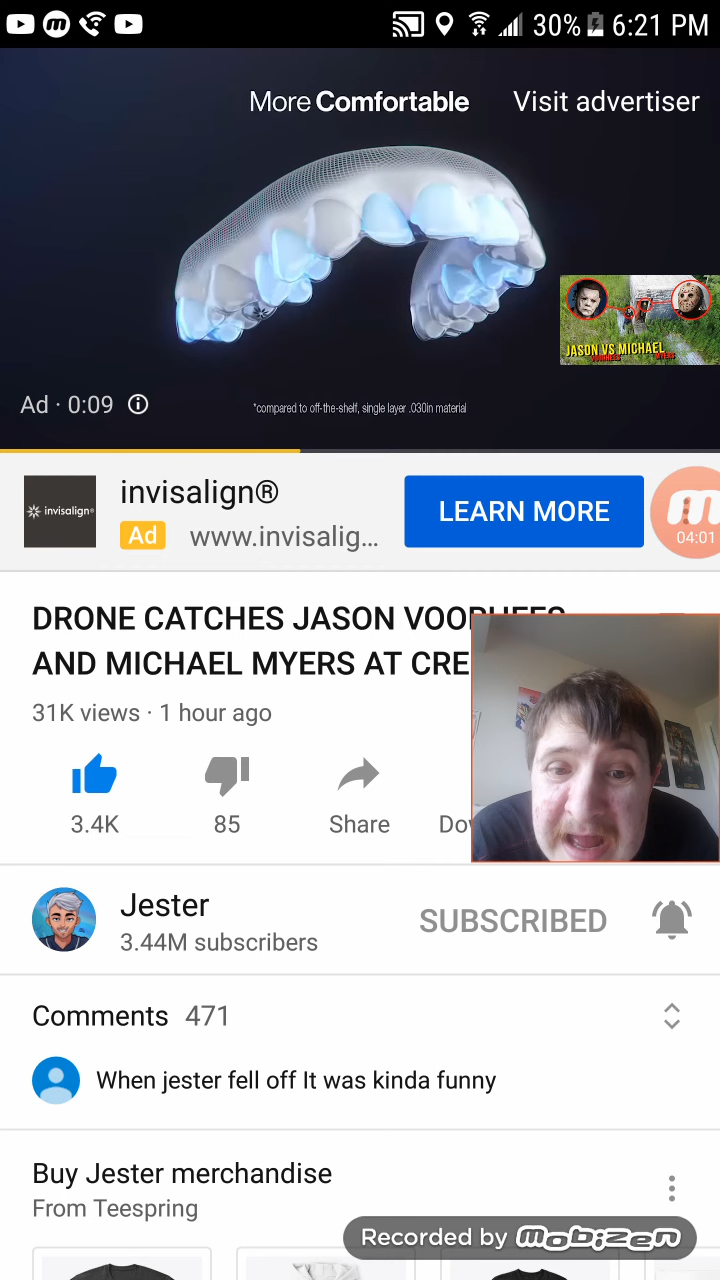 30% 6:21 PM
More Comfortable
Visit advertiser
JASON VS MICHAEL
VOORHEES MYERS
Ad · 0:09
*compared to off-the-shelf, single layer .030in material
invisalign®
invisalign®
Ad www.invisalig...
LEARN MORE
04:01
DRONE CATCHES JASON VOORHEES
AND MICHAEL MYERS AT CRE
31K views · 1 hour ago
3.4K
85
Share
Dow
Jester
3.44M subscribers
SUBSCRIBED
Comments 471
When jester fell off It was kinda funny
Buy Jester merchandise
From Teespring
Recorded by mobizen